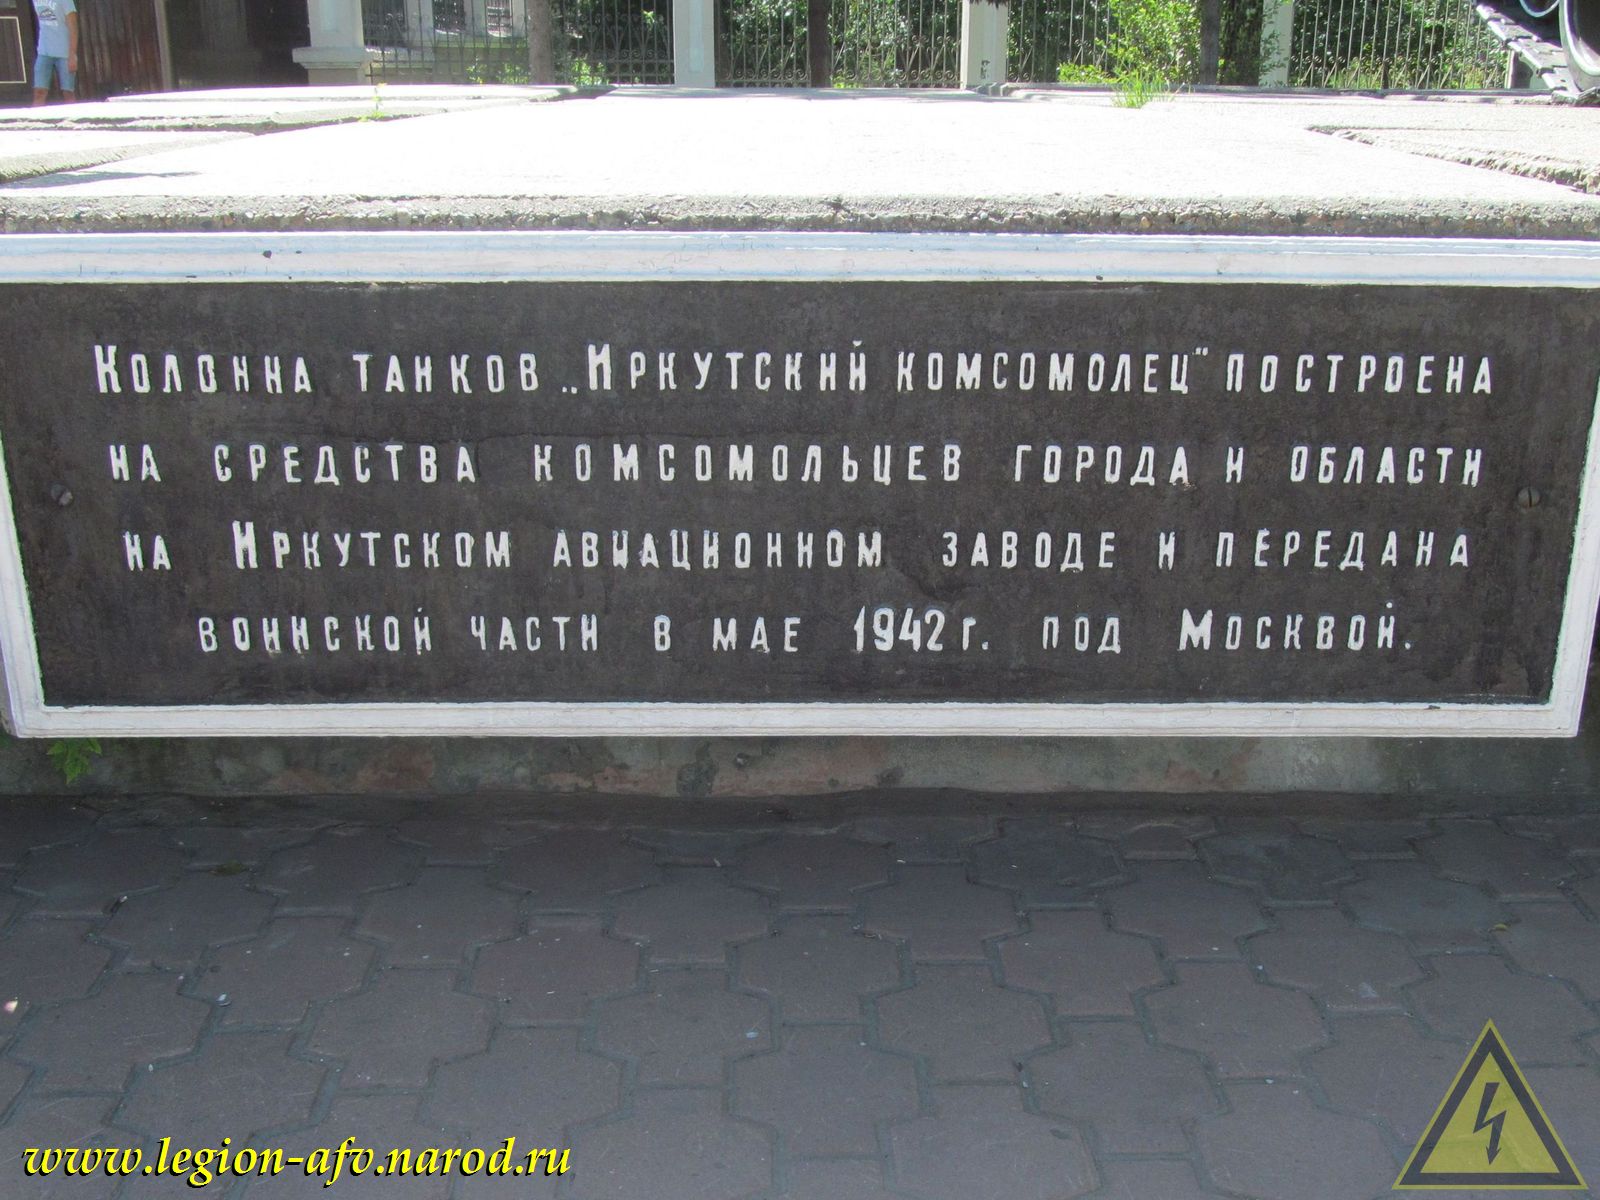 Колонна танков „Иркутский комсомолец" построена
на средства комсомольцев города и области
на Иркутском авиационном заводе и передана
воинской части в мае 1942 г. под Москвой.
www.legion-afv.narod.ru